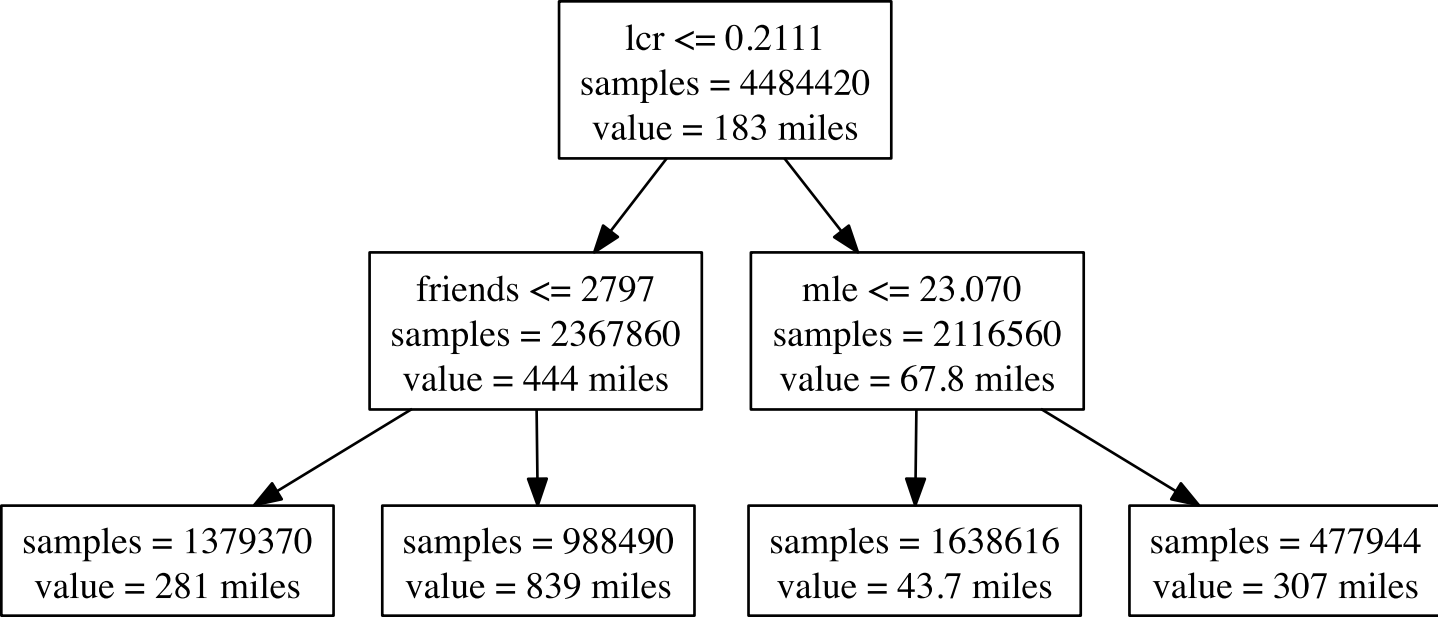 lcr <= 0.2111
samples = 4484420
value = 183 miles
friends <= 2797
samples = 2367860
value = 444 miles
mle <= 23.070
samples = 2116560
value = 67.8 miles
samples = 1379370
value = 281 miles
samples = 988490
value = 839 miles
samples = 1638616
value = 43.7 miles
samples = 477944
value = 307 miles